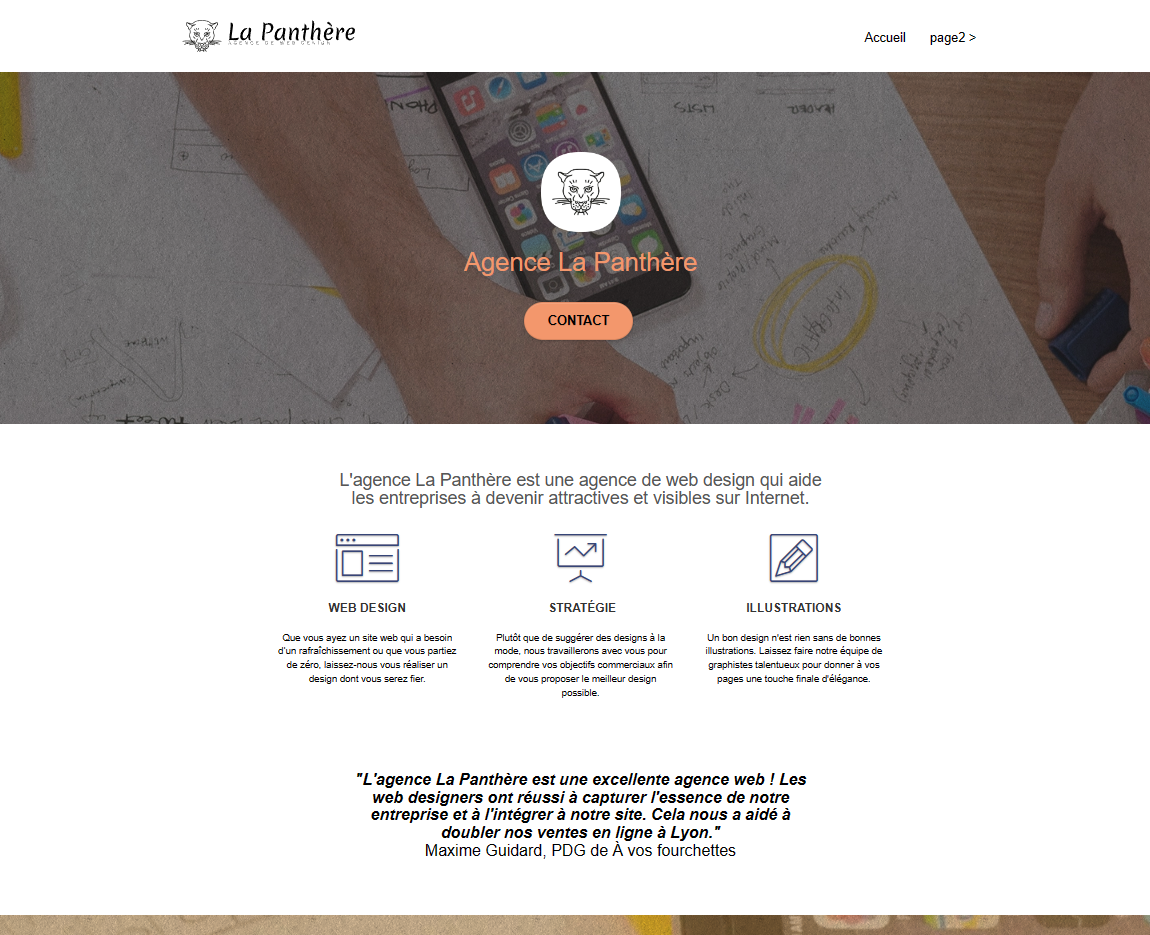 La Panthère
AGENCE DE WEB DESIGN
Accueil
page2 >
PHON
LISTS
HEADER
Agence La Panthère
CONTACT
L'agence La Panthère est une agence de web design qui aide
les entreprises à devenir attractives et visibles sur Internet.
WEB DESIGN
STRATÉGIE
ILLUSTRATIONS
Que vous ayez un site web qui a besoin
d'un rafraîchissement ou que vous partiez
de zéro, laissez-nous vous réaliser un
design dont vous serez fier.
Plutôt que de suggérer des designs à la
mode, nous travaillerons avec vous pour
comprendre vos objectifs commerciaux afin
de vous proposer le meilleur design
possible.
Un bon design n'est rien sans de bonnes
illustrations. Laissez faire notre équipe de
graphistes talentueux pour donner à vos
pages une touche finale d'élégance.
"L'agence La Panthère est une excellente agence web ! Les
web designers ont réussi à capturer l'essence de notre
entreprise et à l'intégrer à notre site. Cela nous a aidé à
doubler nos ventes en ligne à Lyon."
Maxime Guidard, PDG de À vos fourchettes